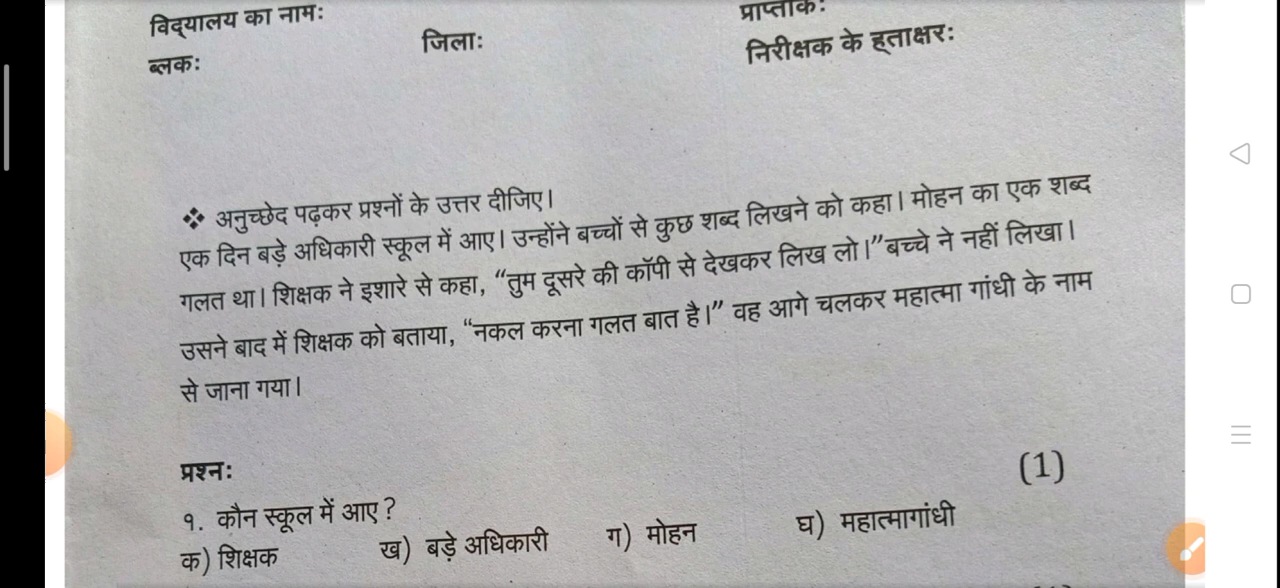 विद्यालय का नाम: प्राप्तांक:
ब्लक: जिला: निरीक्षक के ह्ताक्षर:
❖ अनुच्छेद पढ़कर प्रश्नों के उत्तर दीजिए।
एक दिन बड़े अधिकारी स्कूल में आए। उन्होंने बच्चों से कुछ शब्द लिखने को कहा। मोहन का एक शब्द
गलत था। शिक्षक ने इशारे से कहा, “तुम दूसरे की कॉपी से देखकर लिख लो।”बच्चे ने नहीं लिखा।
उसने बाद में शिक्षक को बताया, “नकल करना गलत बात है।” वह आगे चलकर महात्मा गांधी के नाम
से जाना गया।
प्रश्न:
१. कौन स्कूल में आए? (1)
क) शिक्षक ख) बड़े अधिकारी ग) मोहन घ) महात्मागांधी